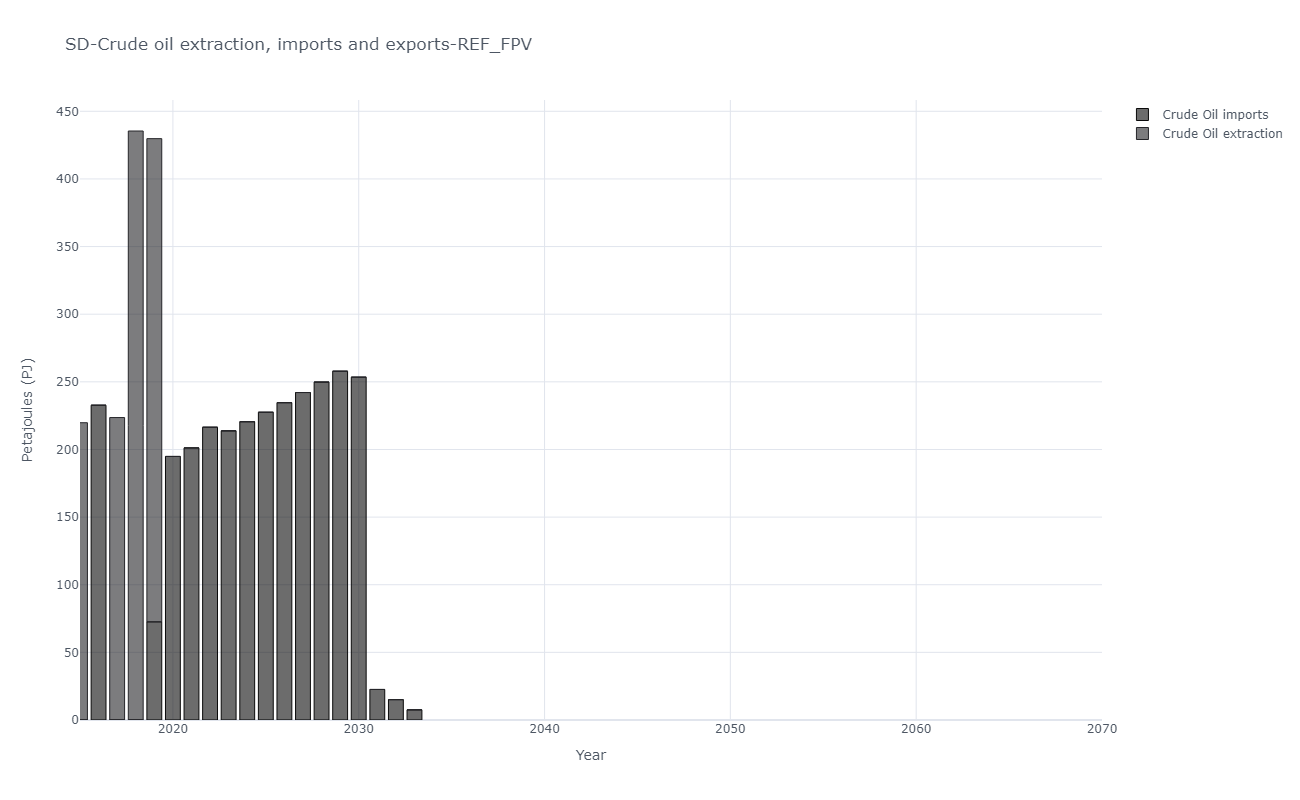 SD-Crude oil extraction, imports and exports-REF_FPV
Crude Oil imports
Crude Oil extraction
450
400
350
300
250
200
150
100
50
0
Petajoules (PJ)
2020 2030 2040 2050 2060 2070
Year